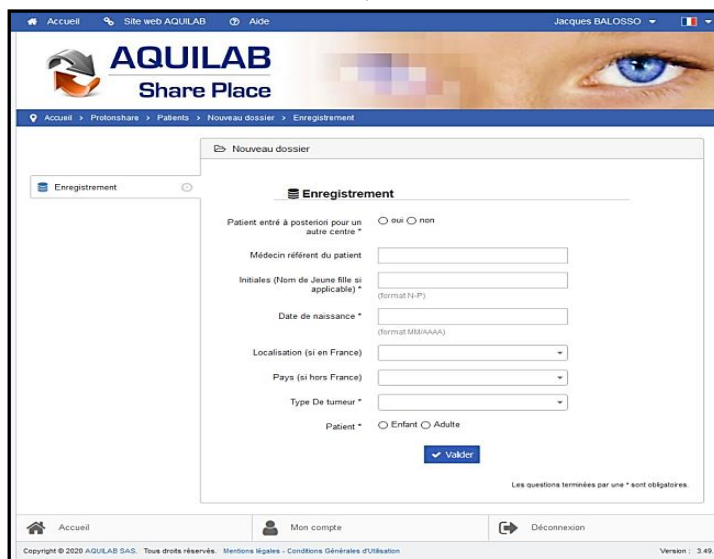 Accueil Site web AQUILAB Aide Jacques BALOSSO
AQUILAB
Share Place
Accueil > Protonshare > Patients > Nouveau dossier > Enregistrement
Nouveau dossier
Enregistrement
Enregistrement
Patient entré à posteriori pour un
autre centre * oui non
Médecin référent du patient
Initiales (Nom de Jeune fille si
applicable) *
(format N-P)
Date de naissance *
(format MM/AAAA)
Localisation (si en France)
Pays (si hors France)
Type De tumeur *
Patient * Enfant Adulte
Valider
Les questions terminées par une * sont obligatoires.
Accueil Mon compte Déconnexion
Copyright © 2020 AQUILAB SAS. Tous droits réservés. Mentions légales - Conditions Générales d'Utilisation Version : 3.49.